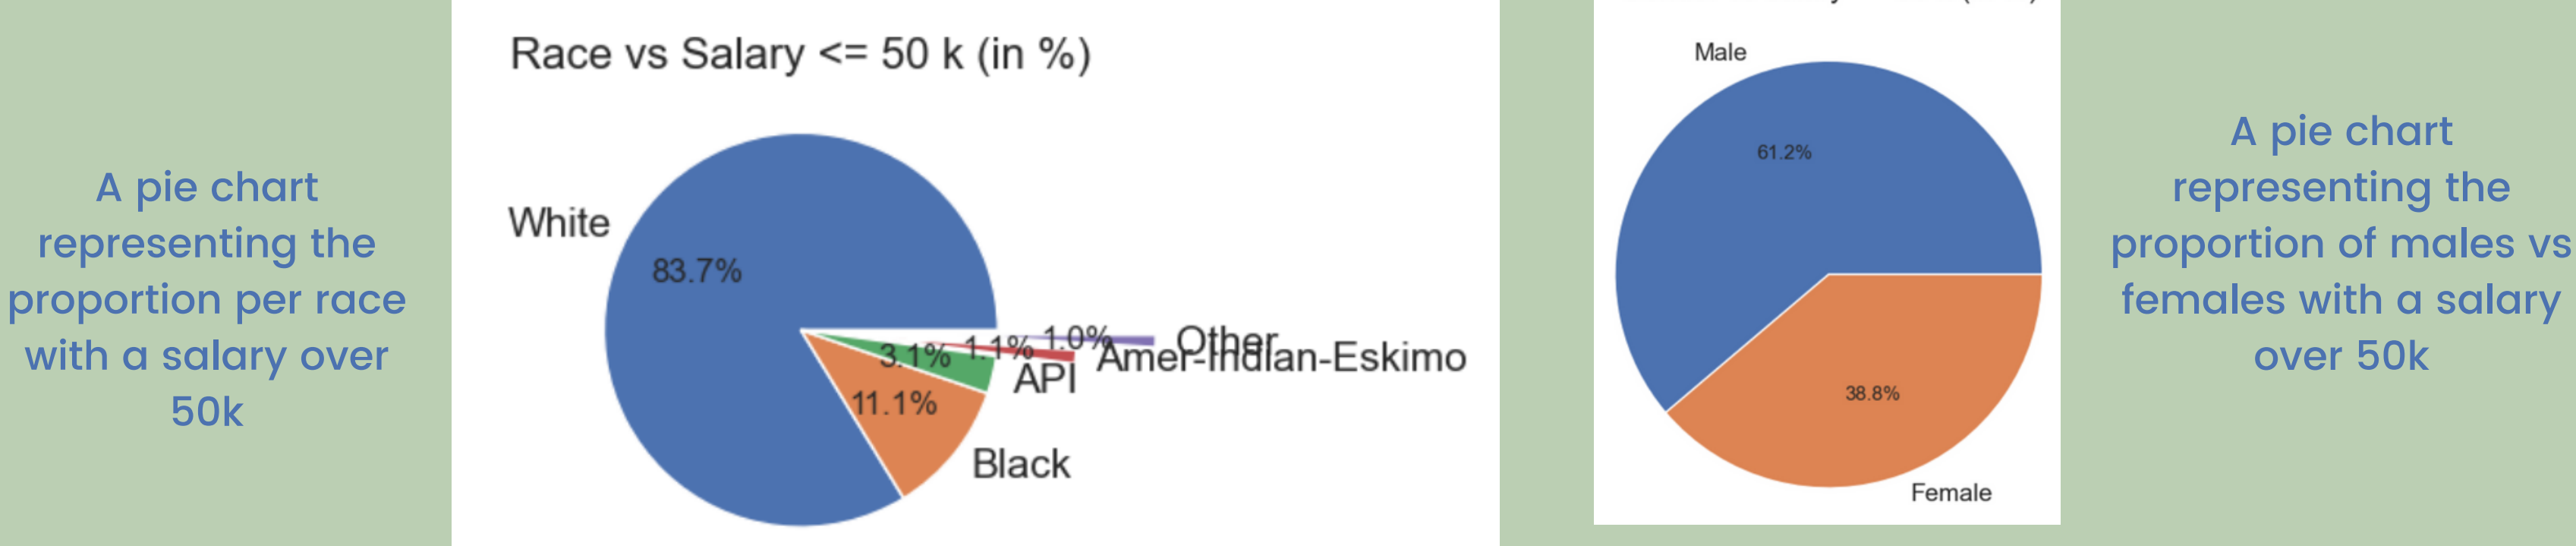 A pie chart
representing the
proportion per race
with a salary over
50k
Race vs Salary <= 50 k (in %)
White
83.7%
3.1%
1.1%
1.0%
Other
Amer-Indian-Eskimo
API
11.1%
Black
Male
61.2%
38.8%
Female
A pie chart
representing the
proportion of males vs
females with a salary
over 50k